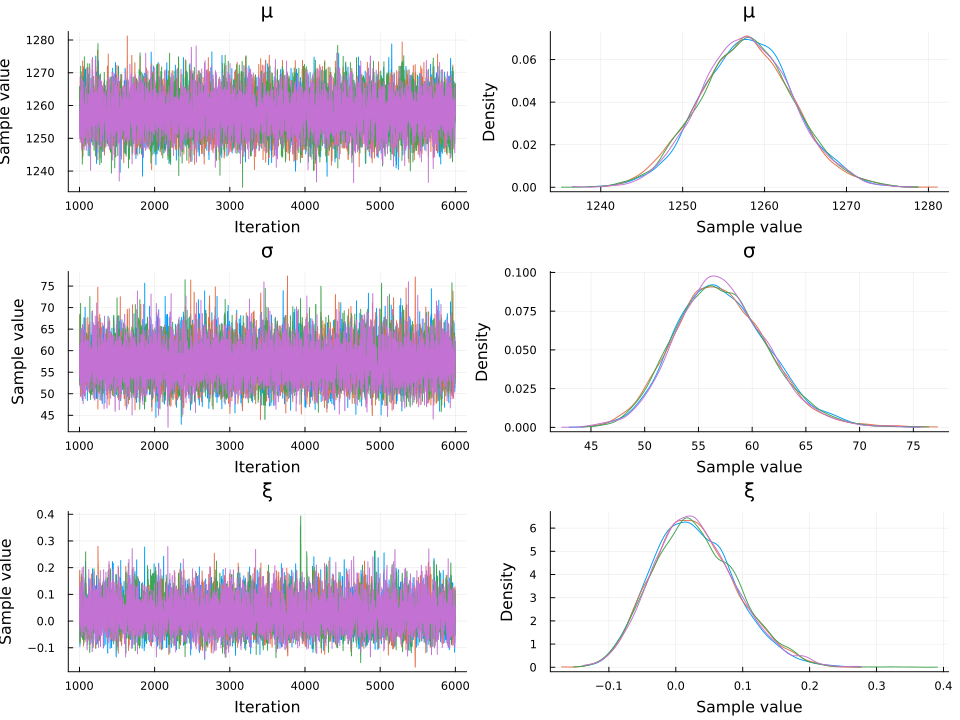 μ
μ
Sample value
1280
1270
1260
1250
1240
1000 2000 3000 4000 5000 6000
Iteration
Density
0.06
0.04
0.02
0.00
1240 1250 1260 1270 1280
Sample value
σ
σ
Sample value
75
70
65
60
55
50
45
1000 2000 3000 4000 5000 6000
Iteration
Density
0.100
0.075
0.050
0.025
0.000
45 50 55 60 65 70 75
Sample value
ξ
ξ
Sample value
0.4
0.3
0.2
0.1
0.0
−0.1
1000 2000 3000 4000 5000 6000
Iteration
Density
6
5
4
3
2
1
0
−0.1 0.0 0.1 0.2 0.3 0.4
Sample value